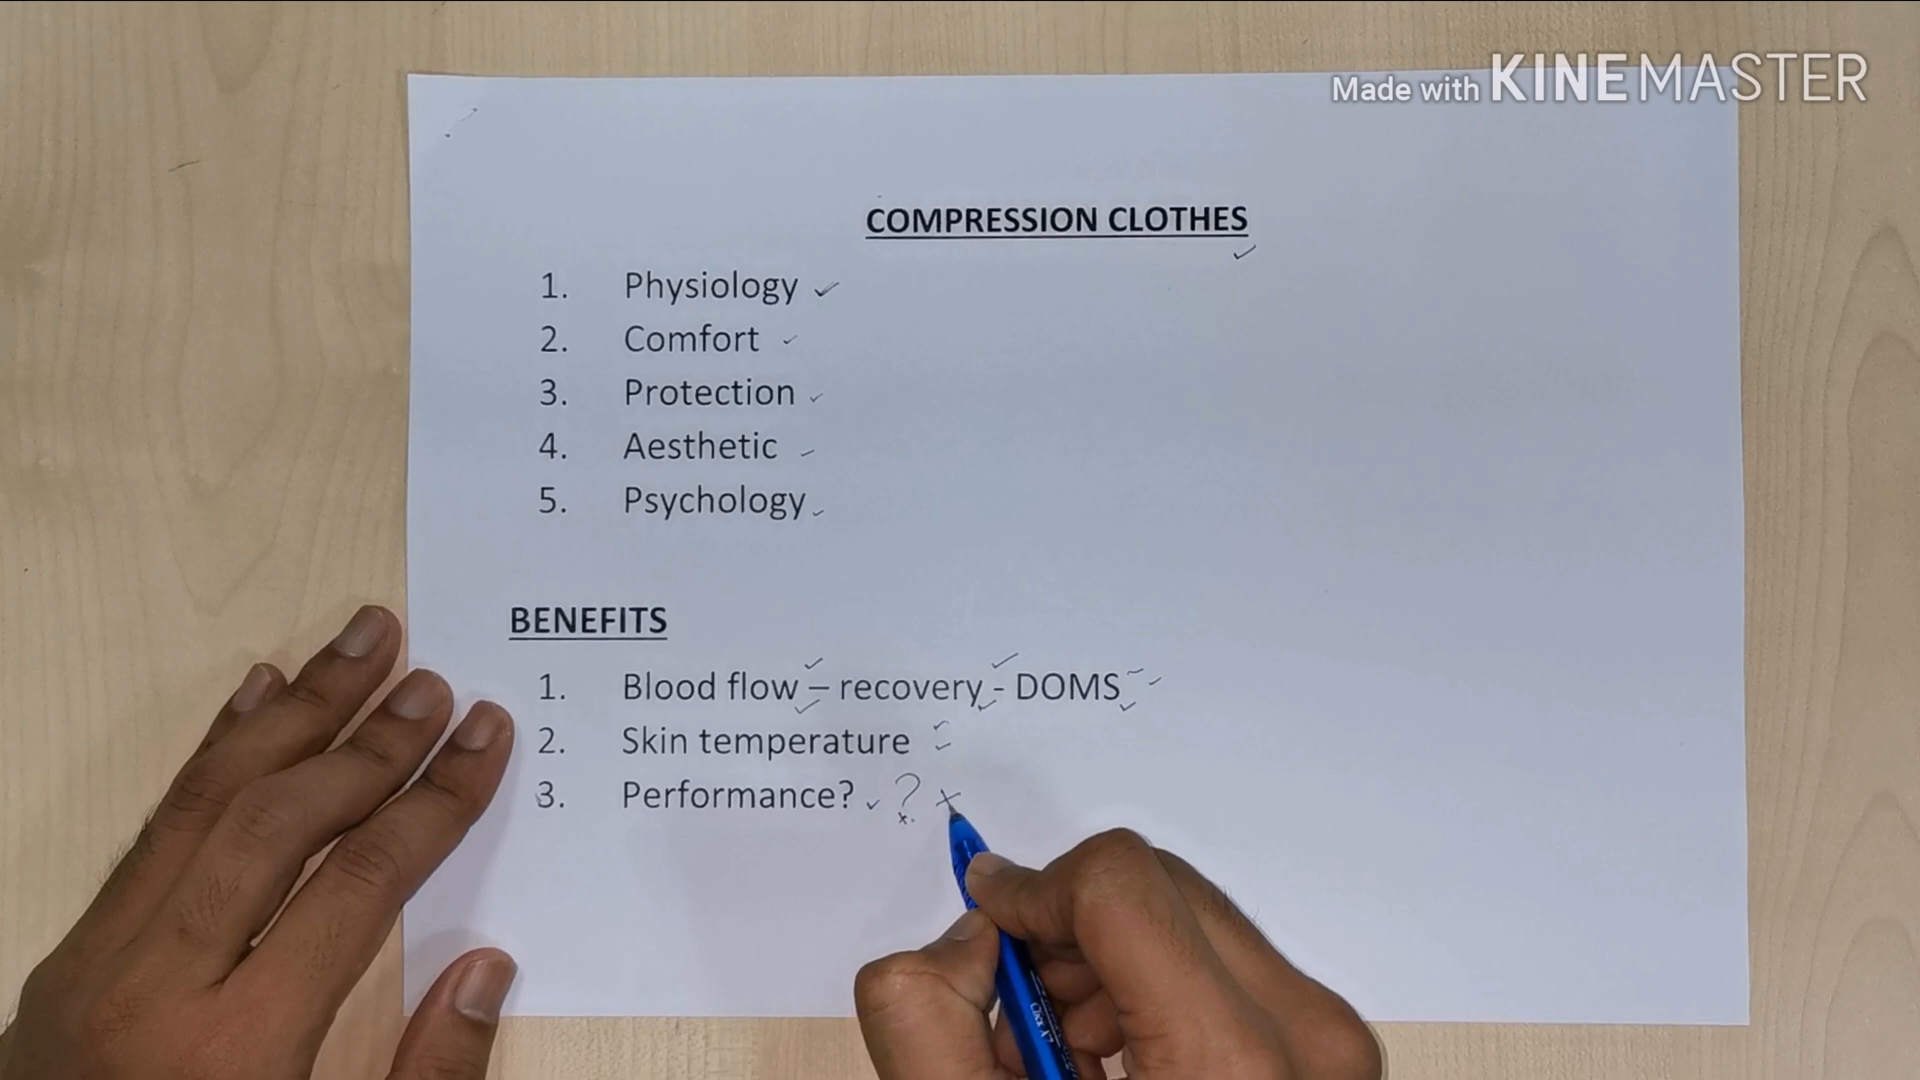 Made with KINEMASTER
COMPRESSION CLOTHES
1. Physiology
2. Comfort
3. Protection
4. Aesthetic
5. Psychology
BENEFITS
1. Blood flow – recovery - DOMS
2. Skin temperature
3. Performance? ?